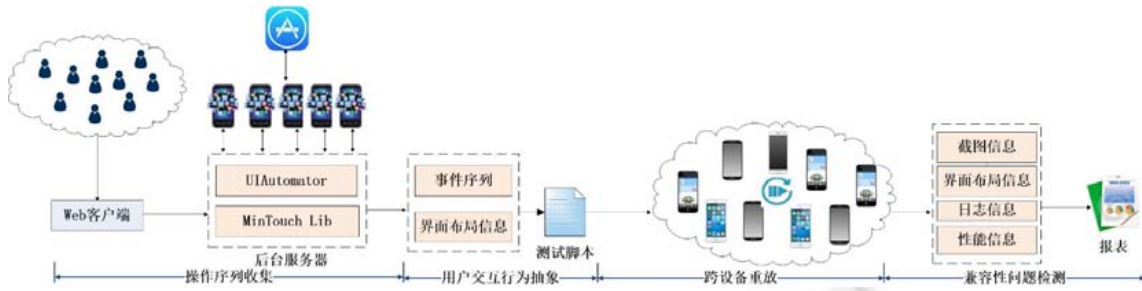 Web客户端
UIAutomator
MinTouch Lib
后台服务器
事件序列
界面布局信息
测试脚本
截图信息
界面布局信息
日志信息
性能信息
报表
操作序列收集
用户交互行为抽象
跨设备重放
兼容性问题检测